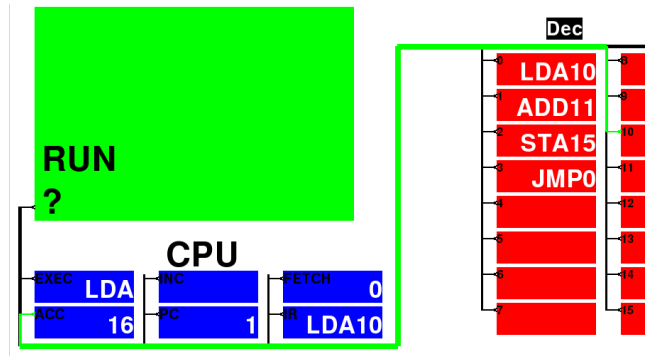 Dec
RUN
?
CPU
EXEC LDA
INC
FETCH 0
ACC 16
PC 1
IR LDA10
0 LDA10
1 ADD11
2 STA15
3 JMP0
4
5
6
7
8
9
10
11
12
13
14
15